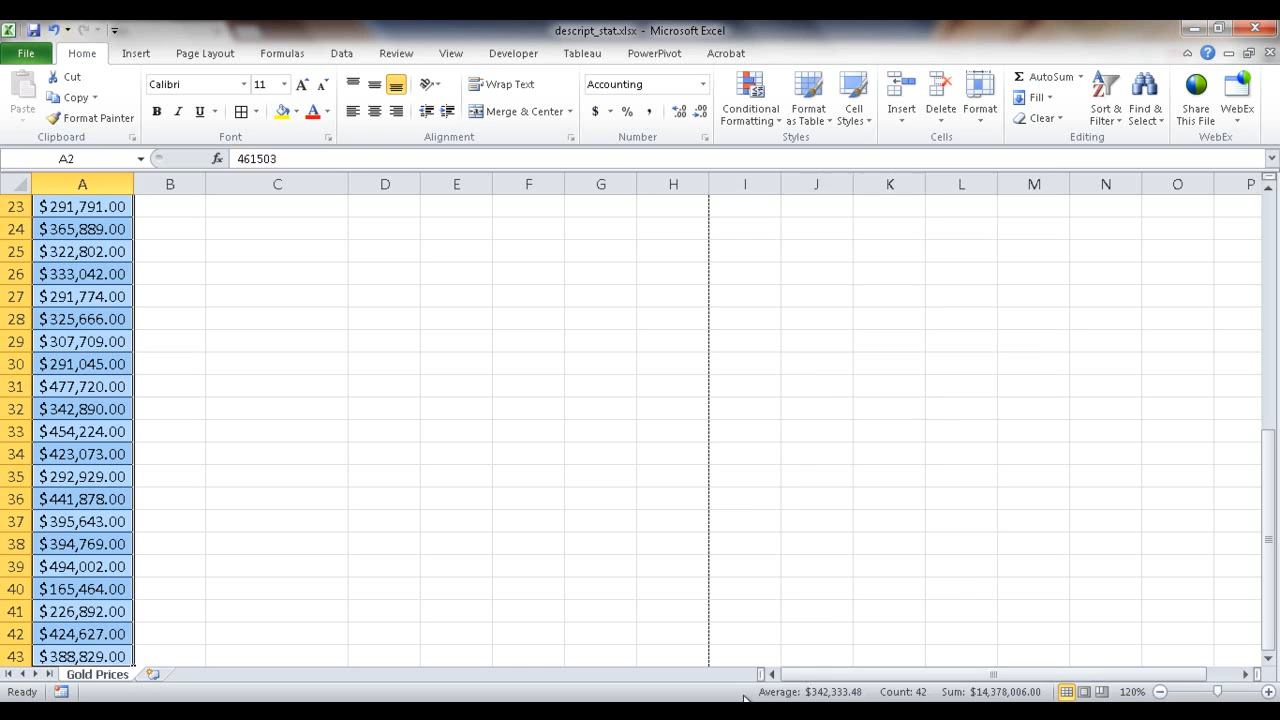 descript_stat.xlsx - Microsoft Excel
File Home Insert Page Layout Formulas Data Review View Developer Tableau PowerPivot Acrobat
Paste
Cut
Copy
Format Painter
Clipboard
Calibri 11
B I U A
Font
Wrap Text
Merge & Center
Alignment
Accounting
$ % ,
Number
Conditional Formatting
Format as Table
Cell Styles
Styles
Insert Delete Format
Cells
Σ AutoSum
Fill
Clear
Sort & Filter
Find & Select
Editing
Share This File
WebEx
WebEx
A2 fx 461503
A B C D E F G H I J K L M N O P
23 $291,791.00
24 $365,889.00
25 $322,802.00
26 $333,042.00
27 $291,774.00
28 $325,666.00
29 $307,709.00
30 $291,045.00
31 $477,720.00
32 $342,890.00
33 $454,224.00
34 $423,073.00
35 $292,929.00
36 $441,878.00
37 $395,643.00
38 $394,769.00
39 $494,002.00
40 $165,464.00
41 $226,892.00
42 $424,627.00
43 $388,829.00
Gold Prices
Ready Average: $342,333.48 Count: 42 Sum: $14,378,006.00 120%